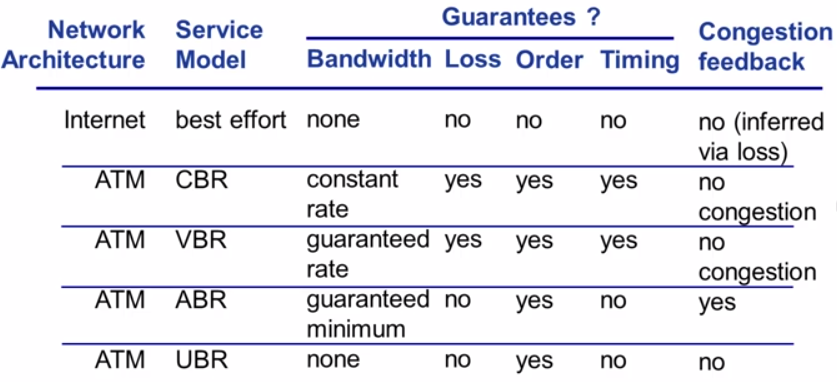 Guarantees ?
Network Architecture Service Model Bandwidth Loss Order Timing Congestion feedback
Internet best effort none no no no no (inferred via loss)
ATM CBR constant rate yes yes yes no congestion
ATM VBR guaranteed rate yes yes yes no congestion
ATM ABR guaranteed minimum no yes no yes
ATM UBR none no yes no no